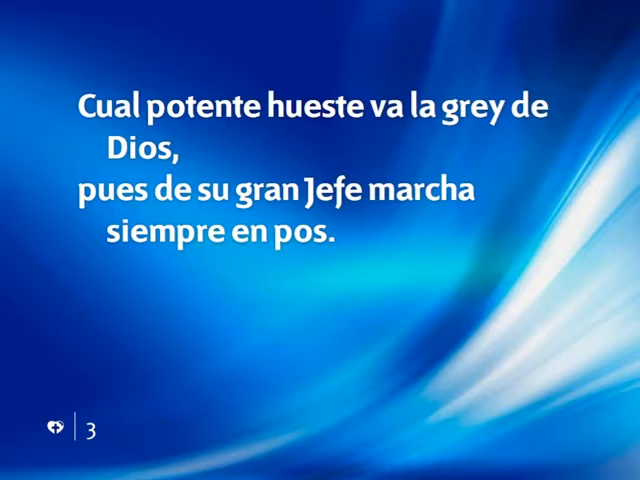 Cual potente hueste va la grey de
Dios,
pues de su gran Jefe marcha
siempre en pos.
3